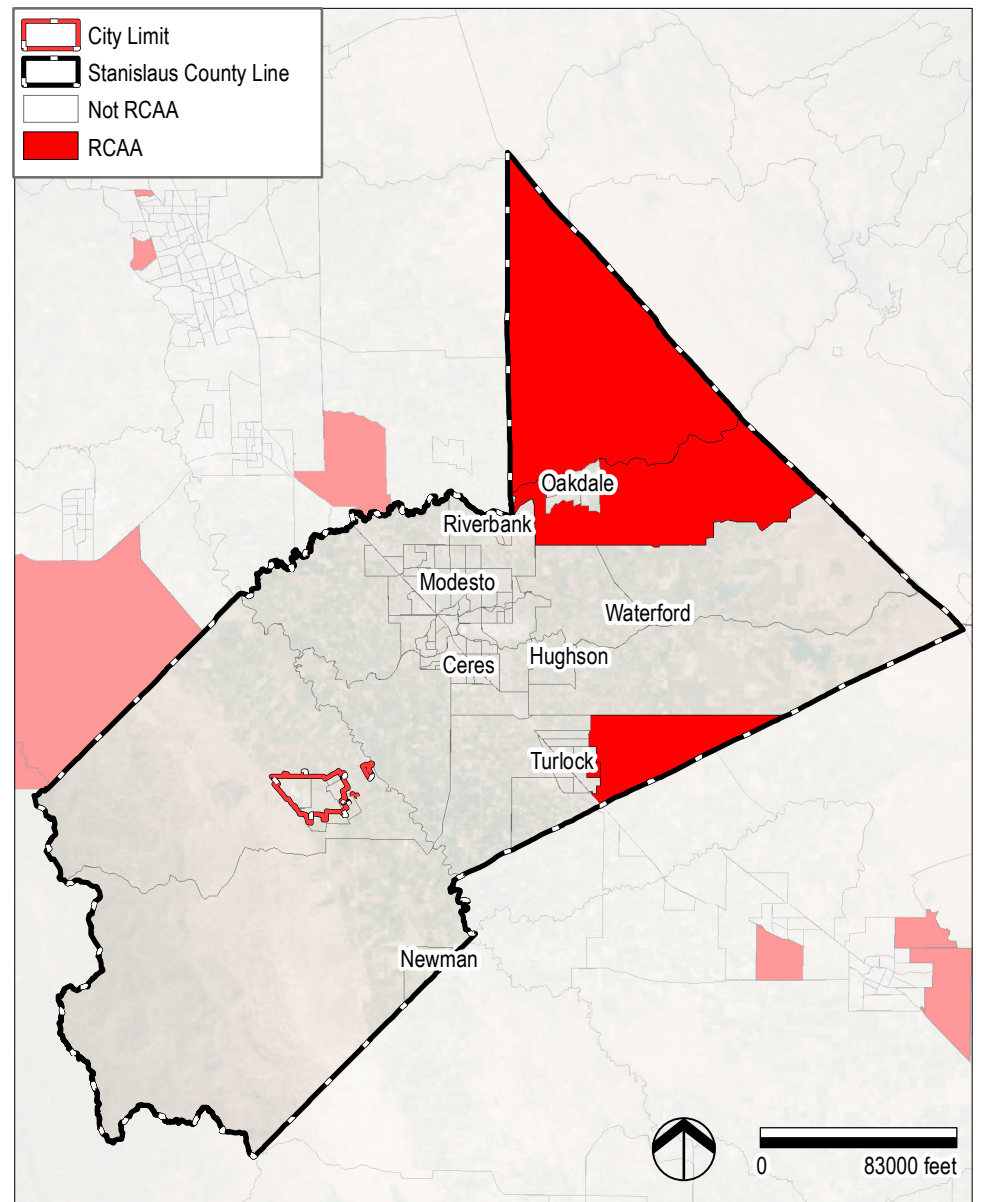 City Limit
Stanislaus County Line
Not RCAA
RCAA
Oakdale
Riverbank
Modesto
Waterford
Hughson
Ceres
Turlock
Newman
0
83000 feet